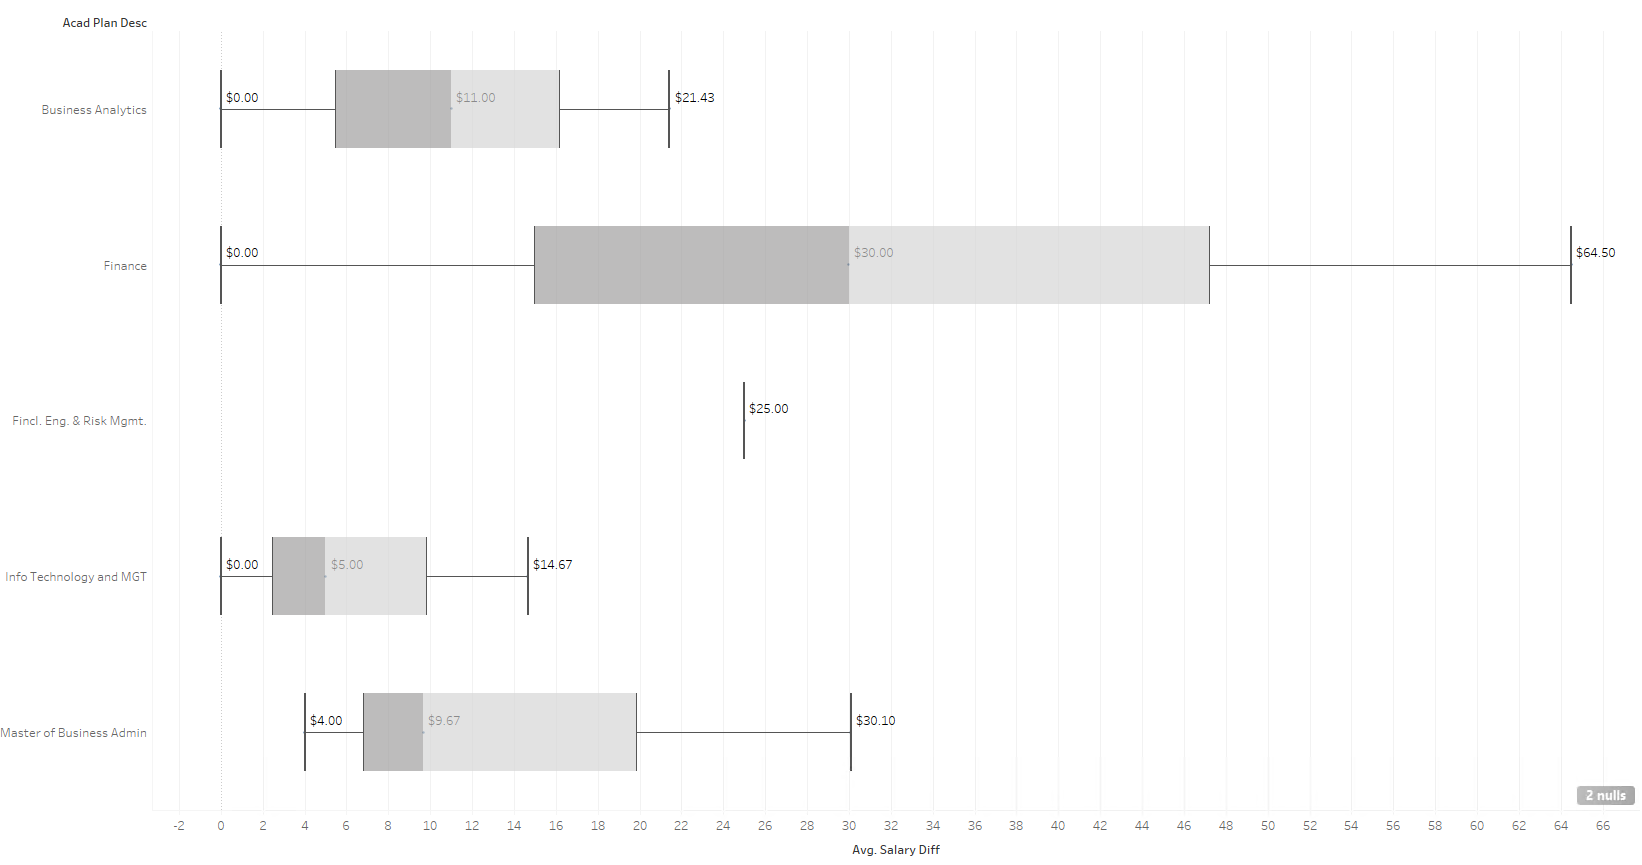 Acad Plan Desc
Business Analytics
$0.00 $11.00 $21.43
Finance
$0.00 $30.00 $64.50
Fincl. Eng. & Risk Mgmt.
$25.00
Info Technology and MGT
$0.00 $5.00 $14.67
Master of Business Admin
$4.00 $9.67 $30.10
2 nulls
-2 0 2 4 6 8 10 12 14 16 18 20 22 24 26 28 30 32 34 36 38 40 42 44 46 48 50 52 54 56 58 60 62 64 66
Avg. Salary Diff